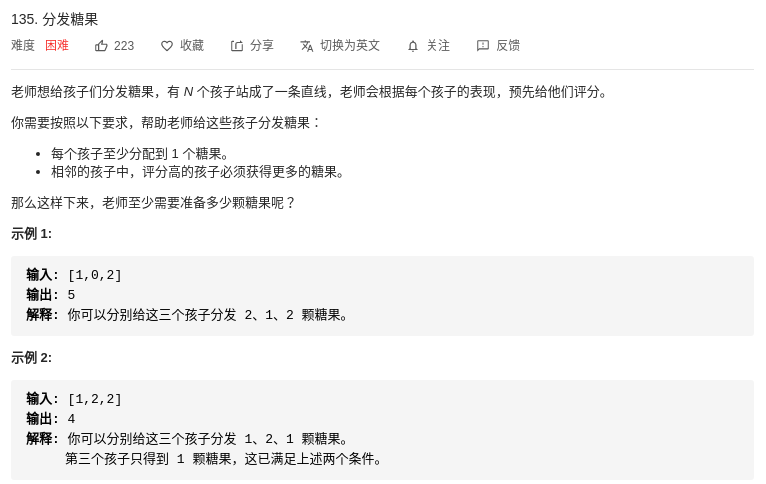 135. 分发糖果
难度 困难 223 收藏 分享 切换为英文 关注 反馈
老师想给孩子们分发糖果，有 N 个孩子站成了一条直线，老师会根据每个孩子的表现，预先给他们评分。
你需要按照以下要求，帮助老师给这些孩子分发糖果：
• 每个孩子至少分配到 1 个糖果。
• 相邻的孩子中，评分高的孩子必须获得更多的糖果。
那么这样下来，老师至少需要准备多少颗糖果呢？
示例 1:
输入: [1,0,2]
输出: 5
解释: 你可以分别给这三个孩子分发 2、1、2 颗糖果。
示例 2:
输入: [1,2,2]
输出: 4
解释: 你可以分别给这三个孩子分发 1、2、1 颗糖果。
第三个孩子只得到 1 颗糖果，这已满足上述两个条件。